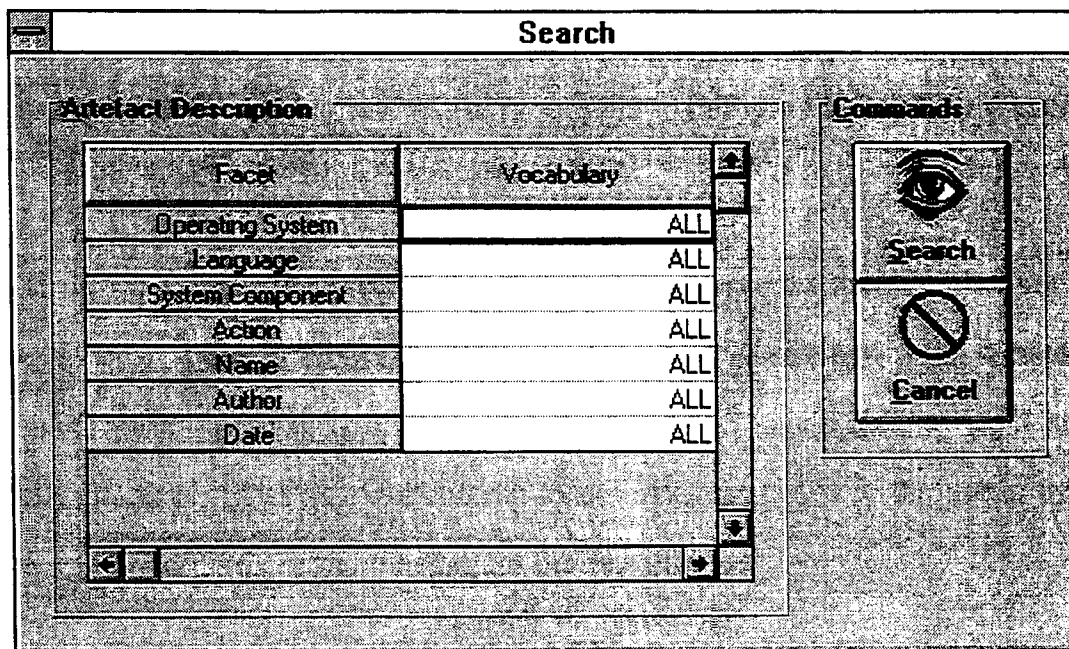 Search
Artefact Description
Commands
Facet Vocabulary
Operating System ALL
Language ALL
System Component ALL
Action ALL
Name ALL
Author ALL
Date ALL
Search
Cancel